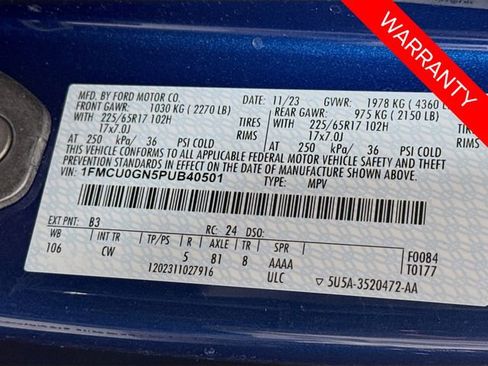 WARRANTY
MFD. BY FORD MOTOR CO. 11/23 GVWR: 1978 KG ( 4360 LB
FRONT GAWR: 1030 KG ( 2270 LB) REAR GAWR: 975 KG ( 2150 LB)
WITH 225/65R17 102H TIRES WITH 225/65R17 102H TIRES
17x7.0J RIMS 17x7.0J RIMS
AT 250 kPa/ 36 PSI COLD AT 250 kPa/ 36 PSI COLD
THIS VEHICLE CONFORMS TO ALL APPLICABLE FEDERAL MOTOR VEHICLE SAFETY AND THEFT PREVENTION STANDARDS IN EFFECT ON THE DATE OF MANUFACTURE SHOWN ABOVE.
VIN: 1FMCU0GN5PUB40501 TYPE: MPV
EXT PNT: B3 RC: 24 DSO:
WB INT TR TP/PS R AXLE TR SPR F0084
106 CW 5 81 8 AAAA T0177
1202311027916 ULC 5U5A-3520472-AA